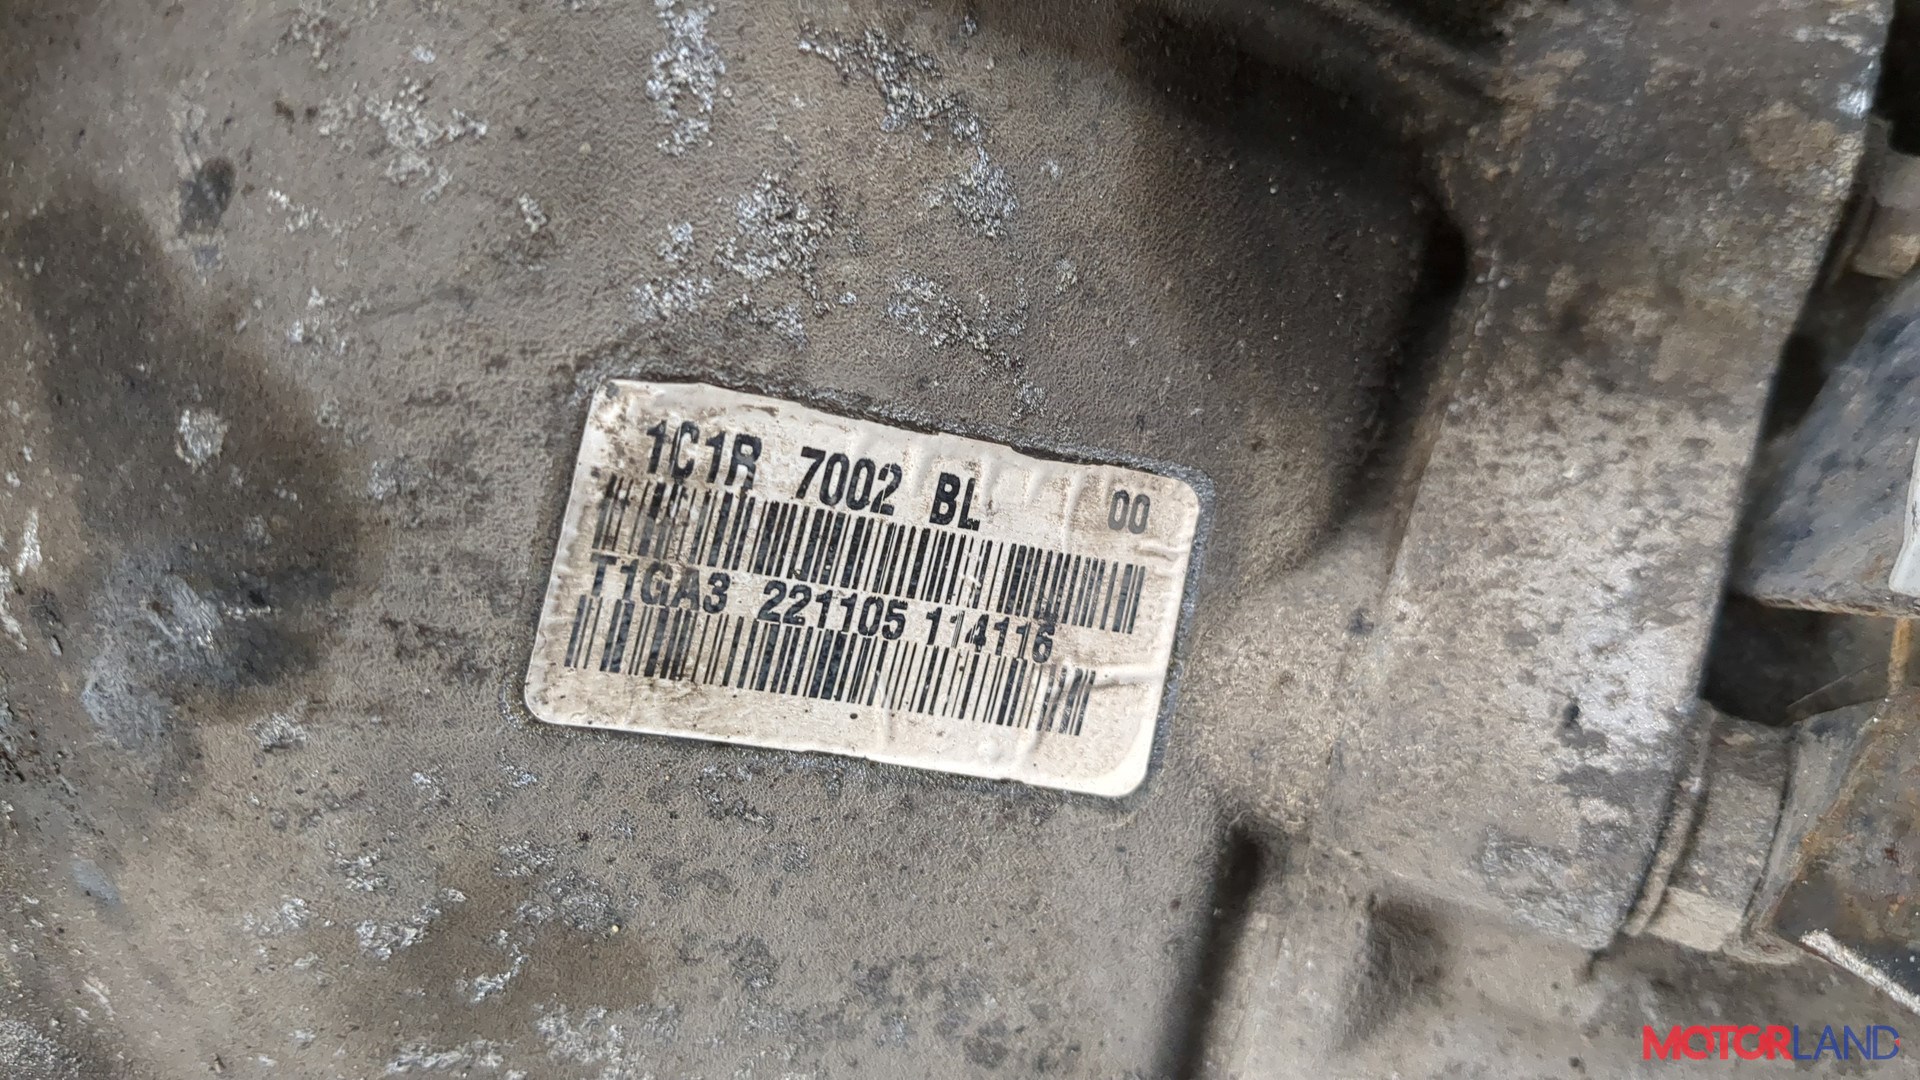 1C1R 7002 BL 00
T1GA3 221105 114116
MOTORLAND